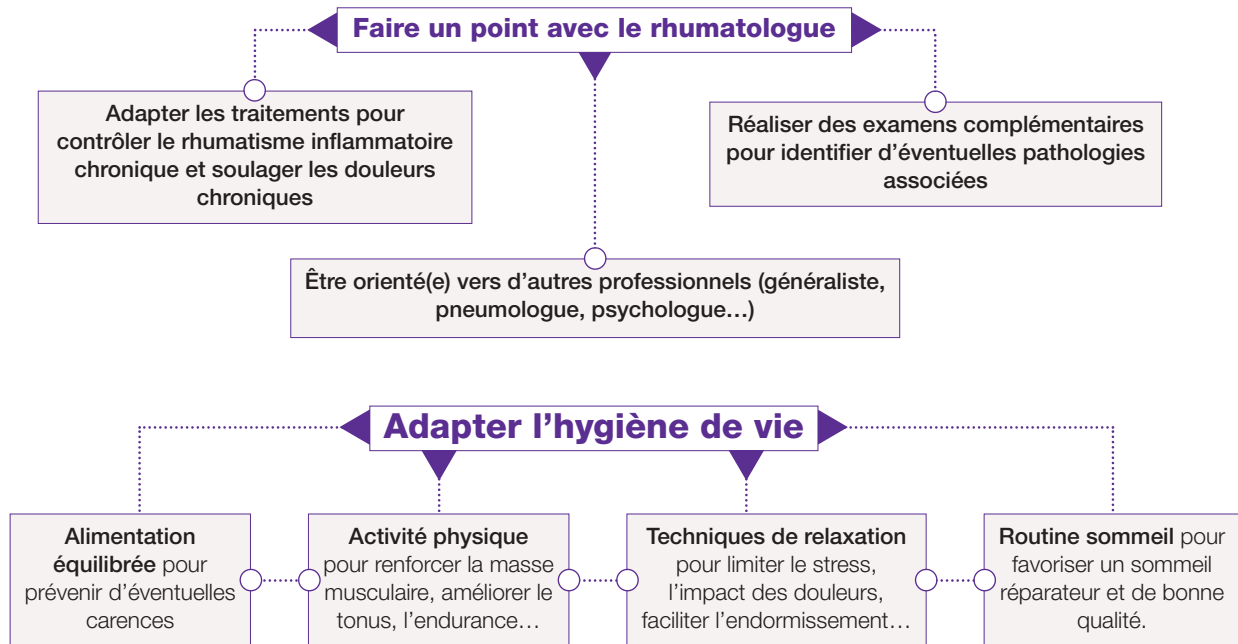 Faire un point avec le rhumatologue
Adapter les traitements pour
contrôler le rhumatisme inflammatoire
chronique et soulager les douleurs
chroniques
Réaliser des examens complémentaires
pour identifier d’éventuelles pathologies
associées
Être orienté(e) vers d’autres professionnels (généraliste,
pneumologue, psychologue…)
Adapter l’hygiène de vie
Alimentation
équilibrée pour
prévenir d’éventuelles
carences
Activité physique
pour renforcer la masse
musculaire, améliorer le
tonus, l’endurance…
Techniques de relaxation
pour limiter le stress,
l’impact des douleurs,
faciliter l’endormissement…
Routine sommeil pour
favoriser un sommeil
réparateur et de bonne
qualité.